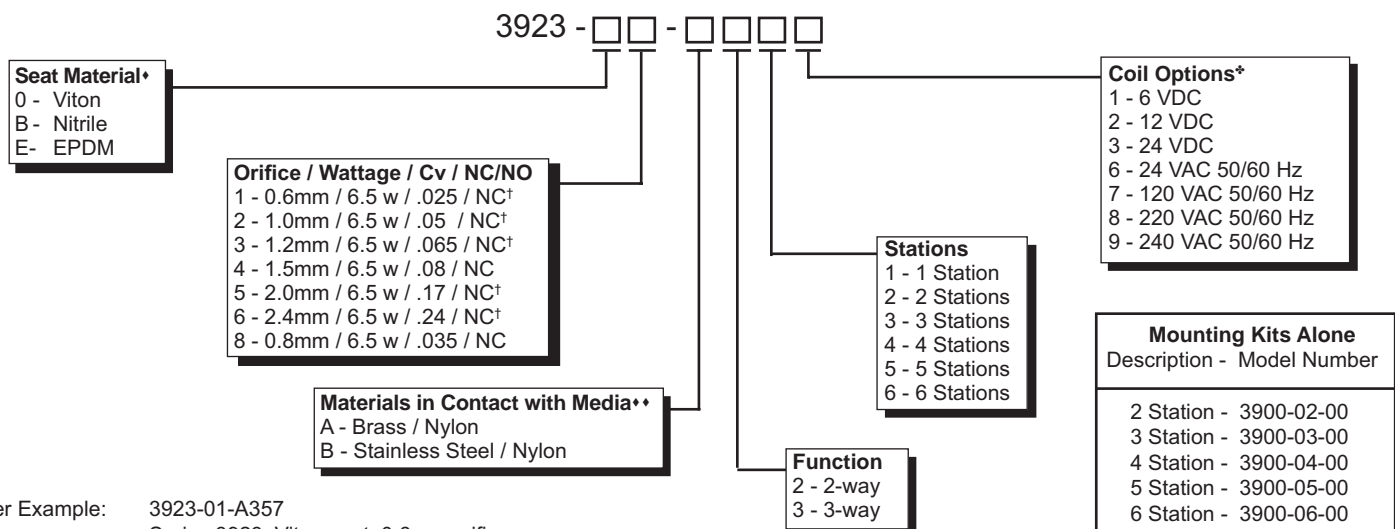 3923 - □□ - □□□□
Seat Material♦
0 - Viton
B - Nitrile
E- EPDM
Orifice / Wattage / Cv / NC/NO
1 - 0.6mm / 6.5 w / .025 / NC†
2 - 1.0mm / 6.5 w / .05 / NC†
3 - 1.2mm / 6.5 w / .065 / NC†
4 - 1.5mm / 6.5 w / .08 / NC
5 - 2.0mm / 6.5 w / .17 / NC†
6 - 2.4mm / 6.5 w / .24 / NC†
8 - 0.8mm / 6.5 w / .035 / NC
Materials in Contact with Media♦♦
A - Brass / Nylon
B - Stainless Steel / Nylon
Function
2 - 2-way
3 - 3-way
Stations
1 - 1 Station
2 - 2 Stations
3 - 3 Stations
4 - 4 Stations
5 - 5 Stations
6 - 6 Stations
Coil Options✤
1 - 6 VDC
2 - 12 VDC
3 - 24 VDC
6 - 24 VAC 50/60 Hz
7 - 120 VAC 50/60 Hz
8 - 220 VAC 50/60 Hz
9 - 240 VAC 50/60 Hz
Mounting Kits Alone
Description - Model Number
2 Station - 3900-02-00
3 Station - 3900-03-00
4 Station - 3900-04-00
5 Station - 3900-05-00
6 Station - 3900-06-00
er Example: 3923-01-A357